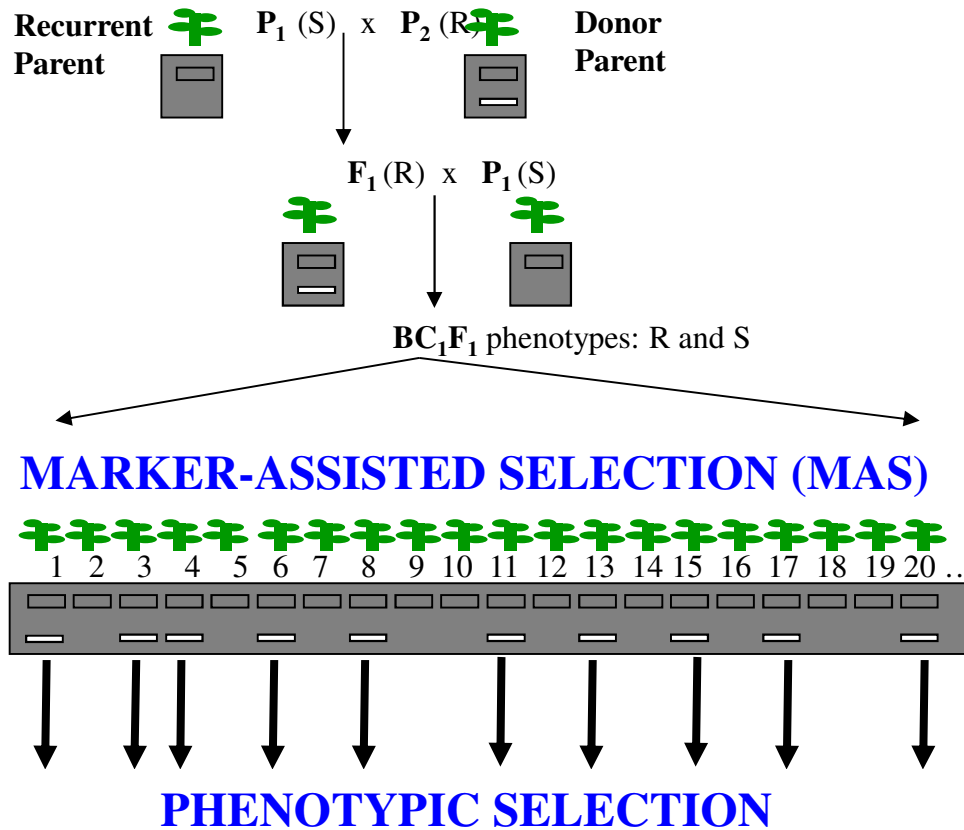 Recurrent Parent
P₁ (S) x P₂ (R)
Donor Parent
F₁ (R) x P₁ (S)
BC₁F₁ phenotypes: R and S
MARKER-ASSISTED SELECTION (MAS)
1 2 3 4 5 6 7 8 9 10 11 12 13 14 15 16 17 18 19 20 …
PHENOTYPIC SELECTION